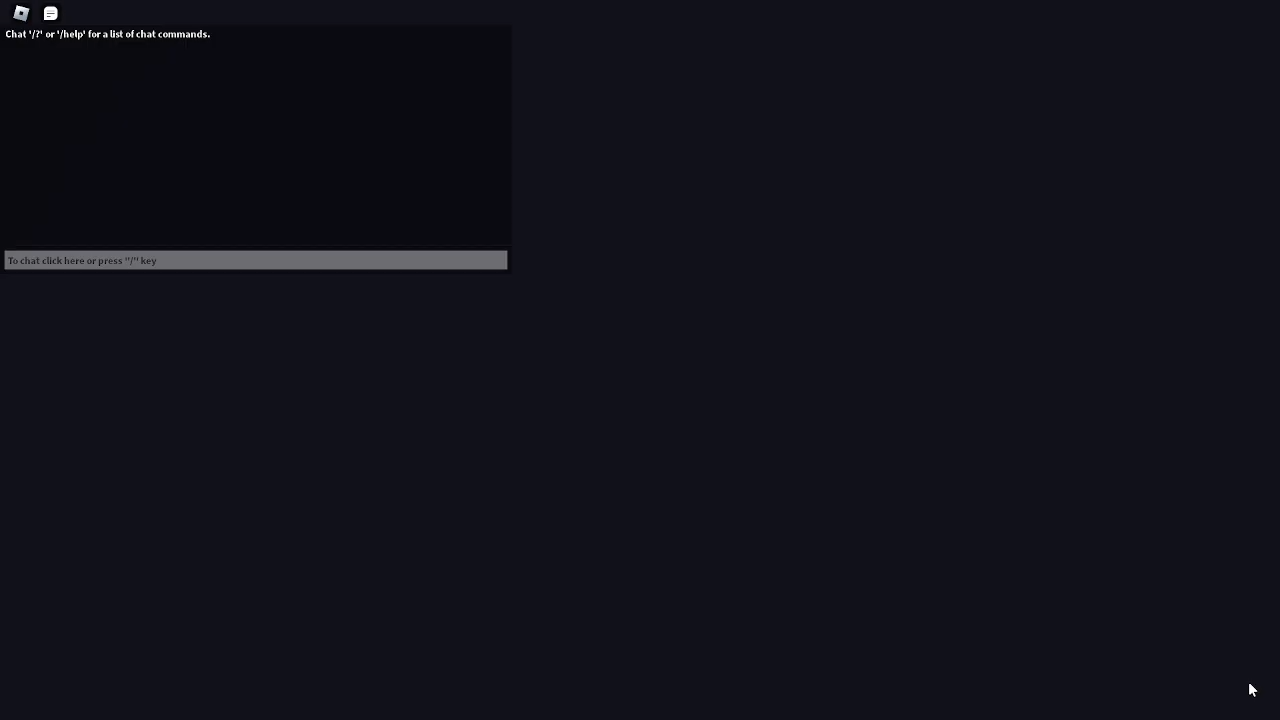 Chat '/?' or '/help' for a list of chat commands.
To chat click here or press "/" key